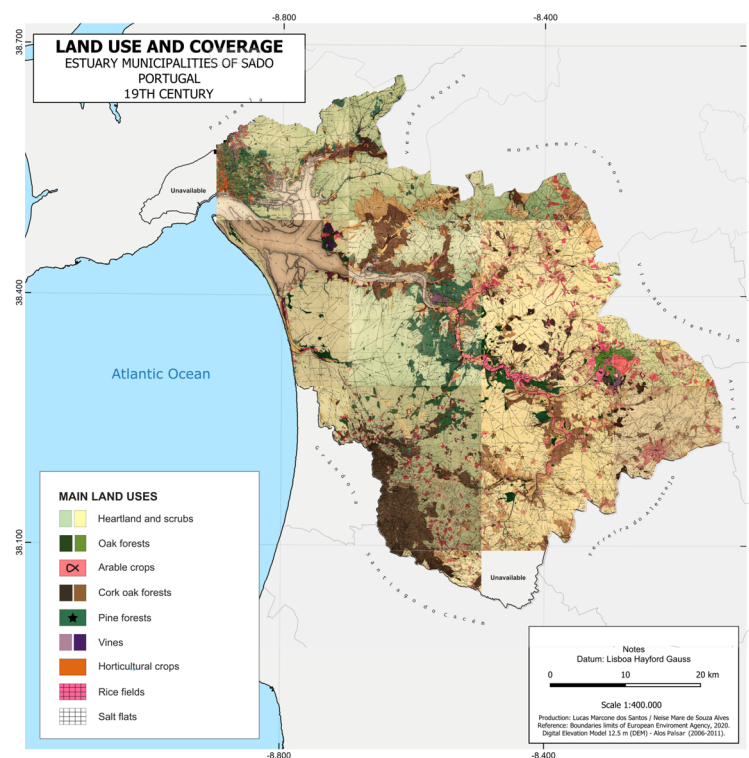 -8.800
-8.400
38.700
LAND USE AND COVERAGE
ESTUARY MUNICIPALITIES OF SADO
PORTUGAL
19TH CENTURY
Vendas Novas
Montemor - Novo
Unavailable
38.400
Viana do Alentejo
Atlantic Ocean
Alvito
Grândola
Ferreira do Alentejo
Santiago do Cacém
Unavailable
38.100
MAIN LAND USES
Heartland and scrubs
Oak forests
Arable crops
Cork oak forests
Pine forests
Vines
Horticultural crops
Rice fields
Salt flats
Notes
Datum: Lisboa Hayford Gauss
0 10 20 km
Scale 1:400.000
Production: Lucas Marcone dos Santos / Neise Mare de Souza Alves
Reference: Boundaries limits of European Enviroment Agency, 2020.
Digital Elevation Model 12.5 m (DEM) - Alos Palsar (2006-2011).
-8.800
-8.400